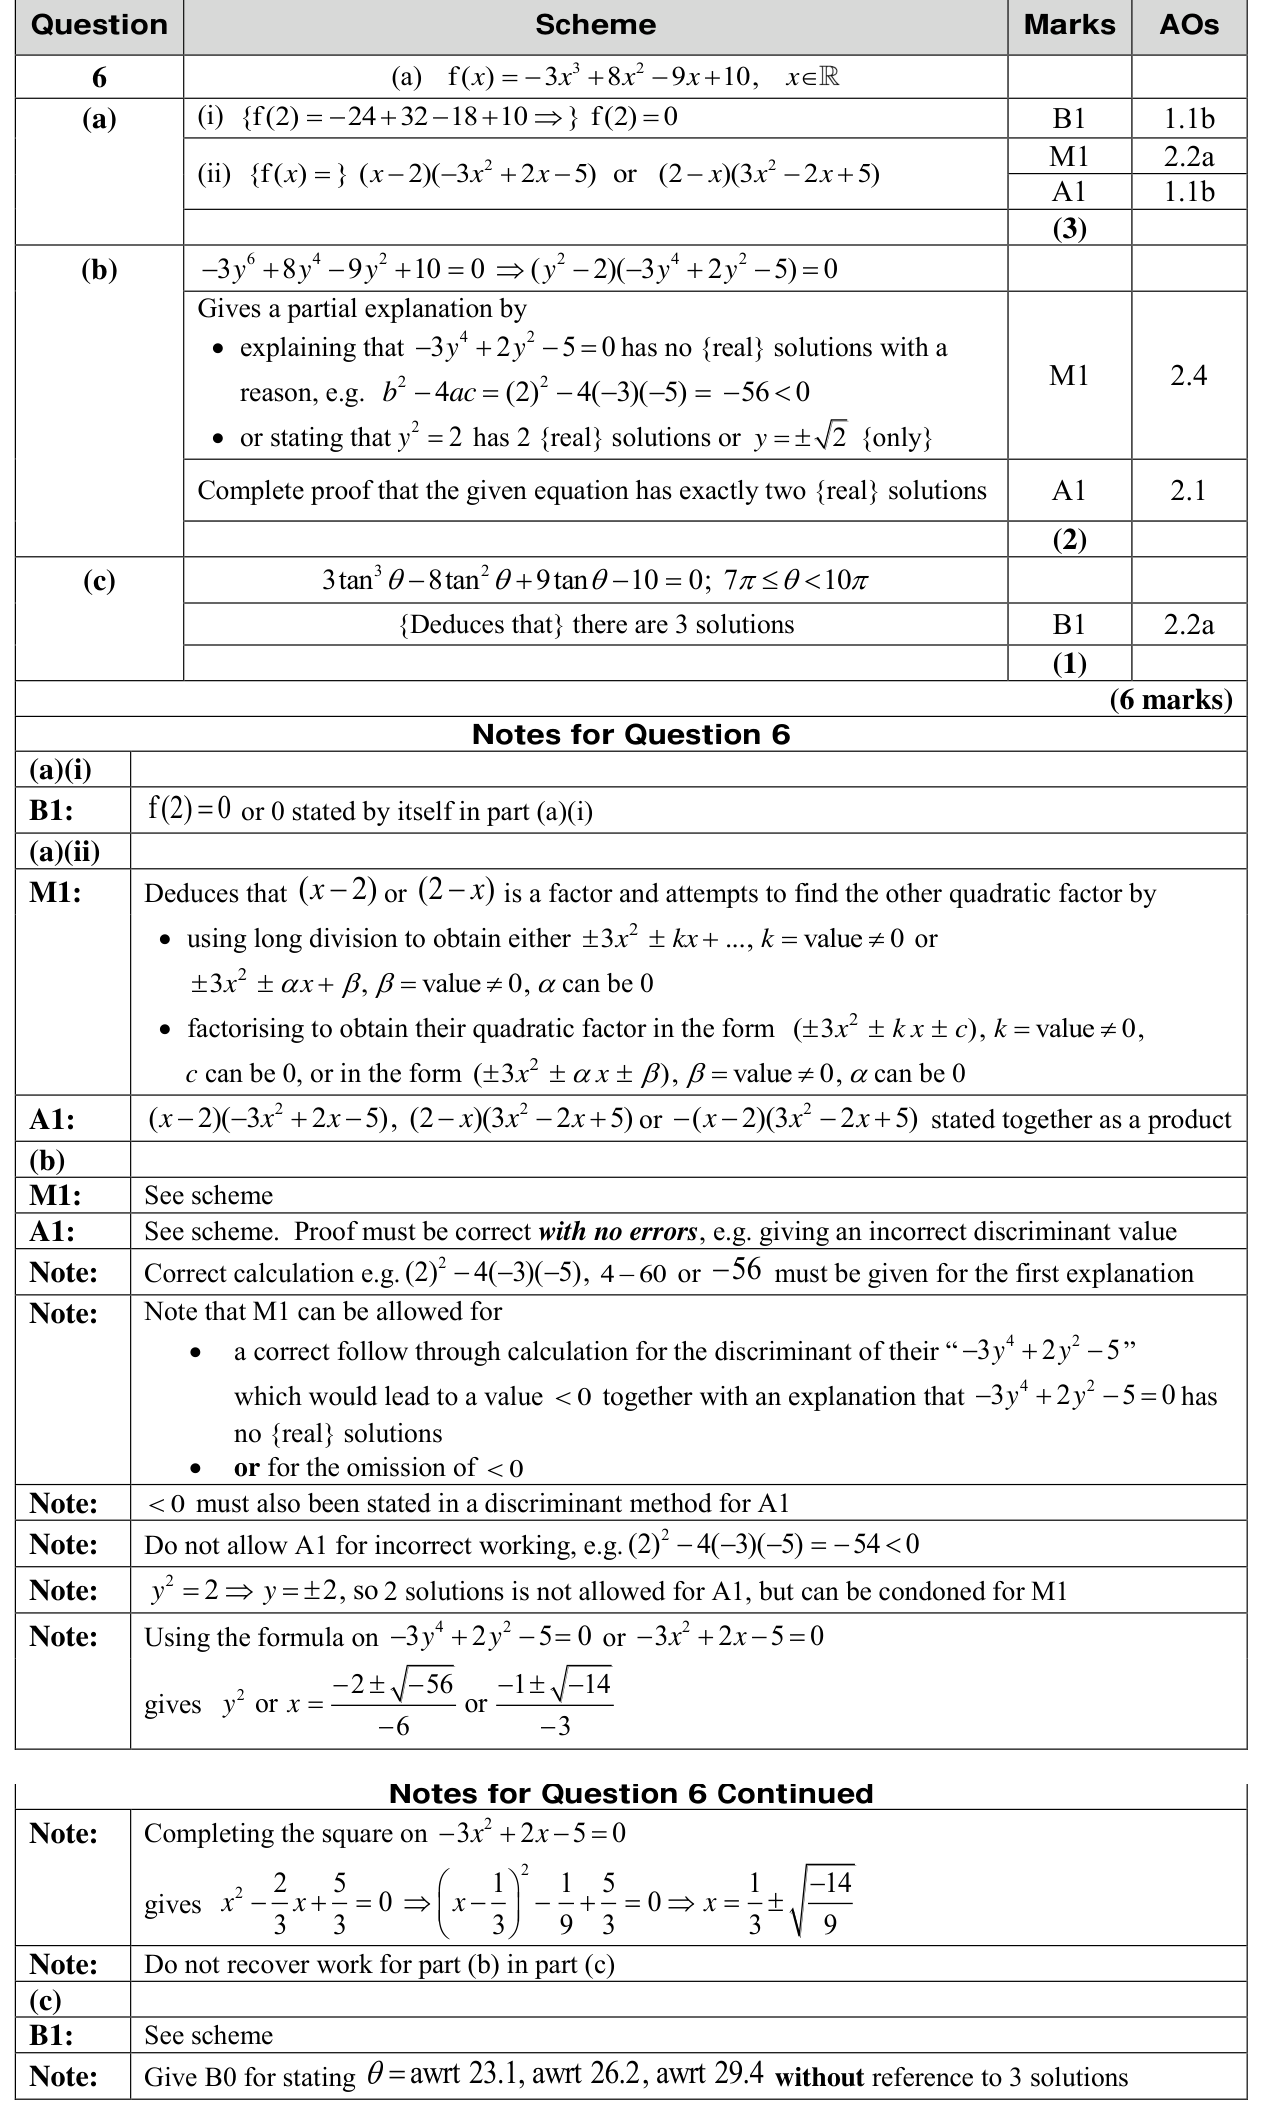 Question Scheme Marks AOs
6 (a) f(x) = −3x³ + 8x² − 9x + 10, x∈ℝ
(a) (i) {f(2) = −24 + 32 − 18 + 10 ⇒} f(2) = 0 B1 1.1b
(ii) {f(x) =} (x − 2)(−3x² + 2x − 5) or (2 − x)(3x² − 2x + 5) M1 2.2a
A1 1.1b
(3)
(b) −3y⁶ + 8y⁴ − 9y² + 10 = 0 ⇒ (y² − 2)(−3y⁴ + 2y² − 5) = 0
Gives a partial explanation by
• explaining that −3y⁴ + 2y² − 5 = 0 has no {real} solutions with a
reason, e.g. b² − 4ac = (2)² − 4(−3)(−5) = −56 < 0 M1 2.4
• or stating that y² = 2 has 2 {real} solutions or y = ±√2 {only}
Complete proof that the given equation has exactly two {real} solutions A1 2.1
(2)
(c) 3tan³ θ − 8tan² θ + 9tan θ − 10 = 0; 7π ≤ θ < 10π
{Deduces that} there are 3 solutions B1 2.2a
(1)
(6 marks)
Notes for Question 6
(a)(i)
B1: f(2) = 0 or 0 stated by itself in part (a)(i)
(a)(ii)
M1: Deduces that (x − 2) or (2 − x) is a factor and attempts to find the other quadratic factor by
• using long division to obtain either ±3x² ± kx + ..., k = value ≠ 0 or
±3x² ± αx + β, β = value ≠ 0, α can be 0
• factorising to obtain their quadratic factor in the form (±3x² ± kx ± c), k = value ≠ 0,
c can be 0, or in the form (±3x² ± αx ± β), β = value ≠ 0, α can be 0
A1: (x − 2)(−3x² + 2x − 5), (2 − x)(3x² − 2x + 5) or −(x − 2)(3x² − 2x + 5) stated together as a product
(b)
M1: See scheme
A1: See scheme. Proof must be correct with no errors, e.g. giving an incorrect discriminant value
Note: Correct calculation e.g. (2)² − 4(−3)(−5), 4 − 60 or −56 must be given for the first explanation
Note: Note that M1 can be allowed for
• a correct follow through calculation for the discriminant of their “−3y⁴ + 2y² − 5”
which would lead to a value < 0 together with an explanation that −3y⁴ + 2y² − 5 = 0 has
no {real} solutions
• or for the omission of < 0
Note: < 0 must also been stated in a discriminant method for A1
Note: Do not allow A1 for incorrect working, e.g. (2)² − 4(−3)(−5) = −54 < 0
Note: y² = 2 ⇒ y = ±2, so 2 solutions is not allowed for A1, but can be condoned for M1
Note: Using the formula on −3y⁴ + 2y² − 5 = 0 or −3x² + 2x − 5 = 0
gives y² or x = (−2 ± √−56)/−6 or (−1 ± √−14)/−3
Notes for Question 6 Continued
Note: Completing the square on −3x² + 2x − 5 = 0
gives x² − 2/3 x + 5/3 = 0 ⇒ (x − 1/3)² − 1/9 + 5/3 = 0 ⇒ x = 1/3 ± √(−14/9)
Note: Do not recover work for part (b) in part (c)
(c)
B1: See scheme
Note: Give B0 for stating θ = awrt 23.1, awrt 26.2, awrt 29.4 without reference to 3 solutions